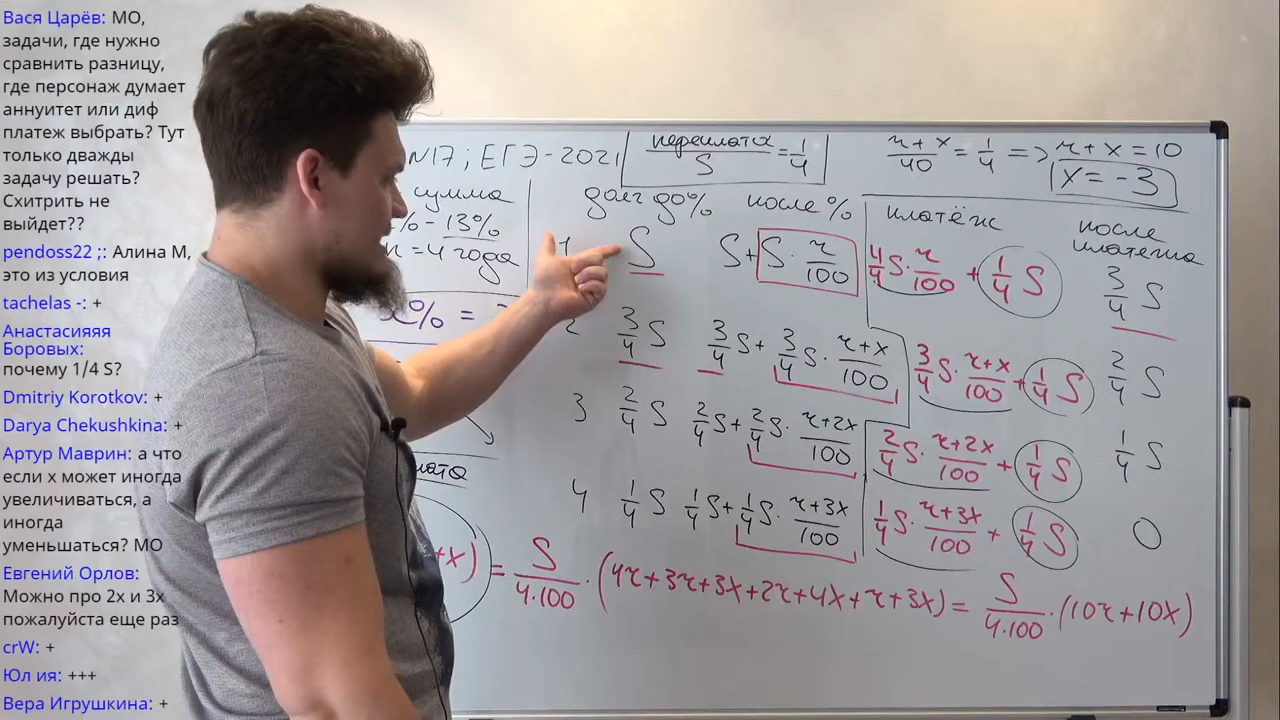 Вася Царёв: МО,
задачи, где нужно
сравнить разницу,
где персонаж думает
аннуитет или диф
платеж выбрать? Тут
только дважды
задачу решать?
Схитрить не
выйдет??
pendoss22 ;: Алина М,
это из условия
tachelas -: +
Анастасияяя
Боровых:
почему 1/4 S?
Dmitriy Korotkov: +
Darya Chekushkina: +
Артур Маврин: а что
если x может иногда
увеличиваться, а
иногда
уменьшаться? МО
Евгений Орлов:
Можно про 2x и 3x
пожалуйста еще раз
crW: +
Юл ия: +++
Вера Игрушкина: +
N17; ЕГЭ-2021
переплата/S = 1/4
(r+x)/40 = 1/4 => r+x=10
x = -3
сумма
% - 13%
= 4 года
% =
долг до % после % платёж после платежа
1 S S + S · r/100 4/4 S · r/100 + 1/4 S 3/4 S
2 3/4 S 3/4 S + 3/4 S · (r+x)/100 3/4 S · (r+x)/100 + 1/4 S 2/4 S
3 2/4 S 2/4 S + 2/4 S · (r+2x)/100 2/4 S · (r+2x)/100 + 1/4 S 1/4 S
4 1/4 S 1/4 S + 1/4 S · (r+3x)/100 1/4 S · (r+3x)/100 + 1/4 S 0
+x) = S/(4·100) · (4r+3r+3x+2r+4x+r+3x) = S/(4·100) · (10r+10x)